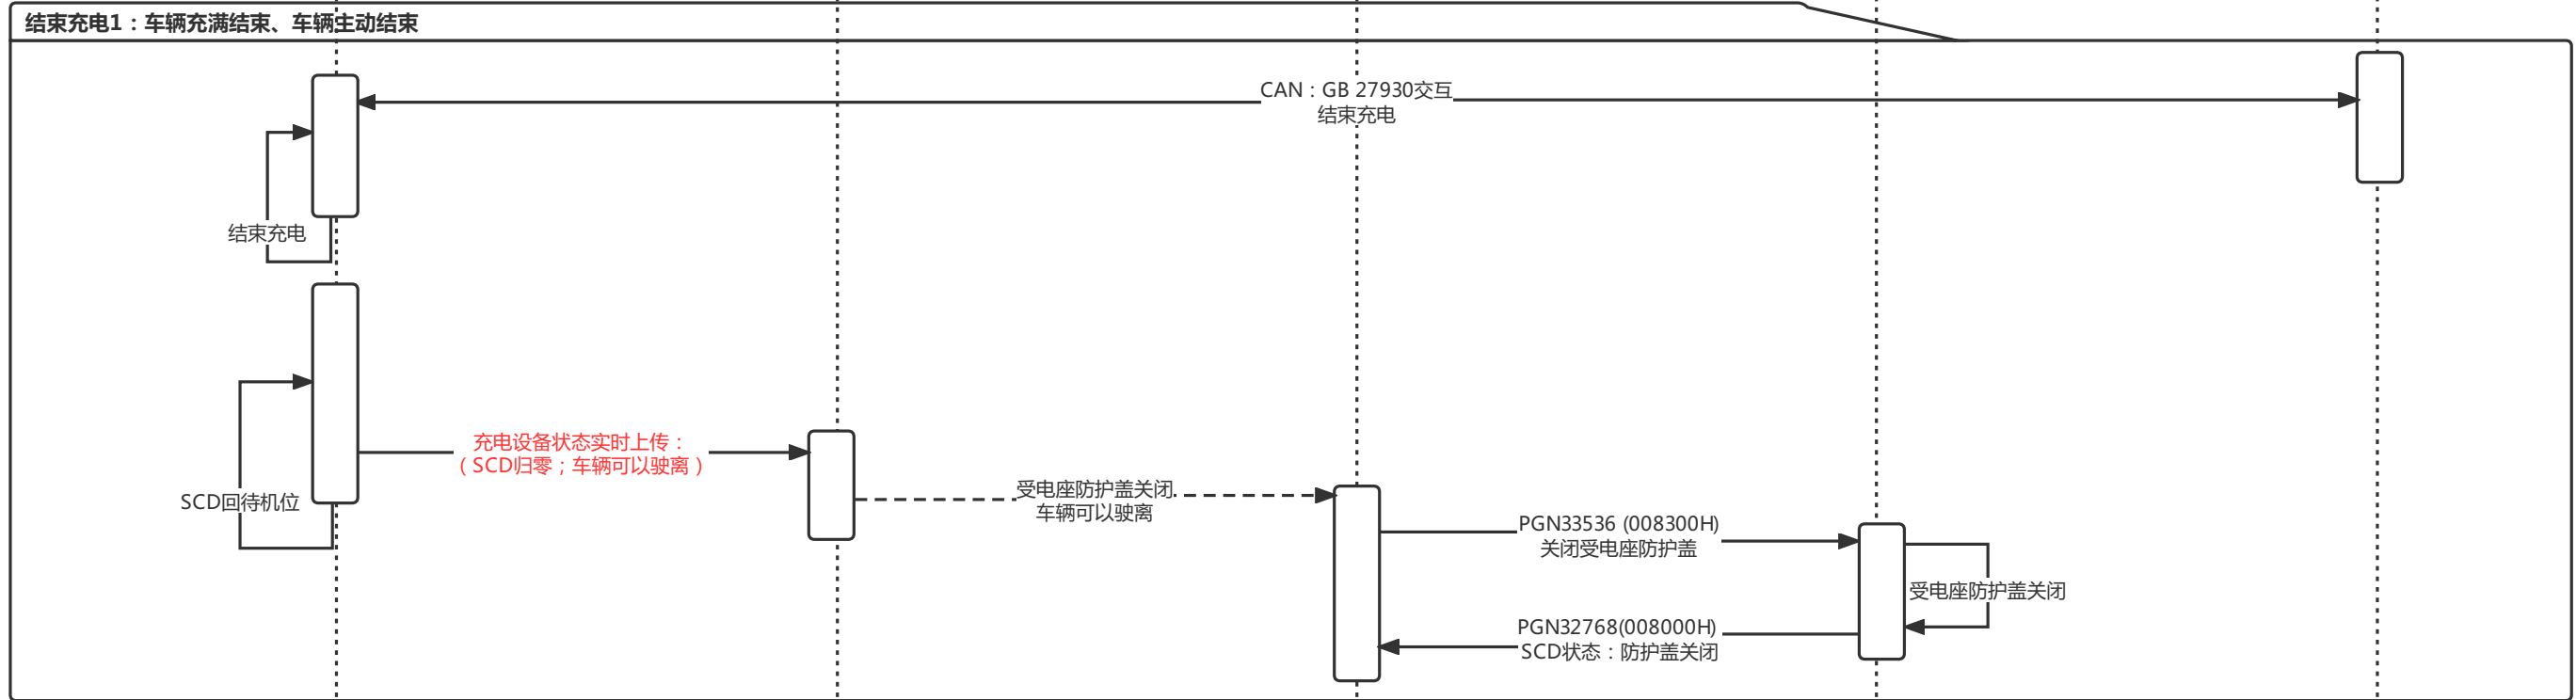 结束充电1：车辆充满结束、车辆主动结束
CAN：GB 27930交互
结束充电
结束充电
充电设备状态实时上传：
（SCD归零；车辆可以驶离）
SCD回待机位
受电座防护盖关闭
车辆可以驶离
PGN33536 (008300H)
关闭受电座防护盖
受电座防护盖关闭
PGN32768(008000H)
SCD状态：防护盖关闭